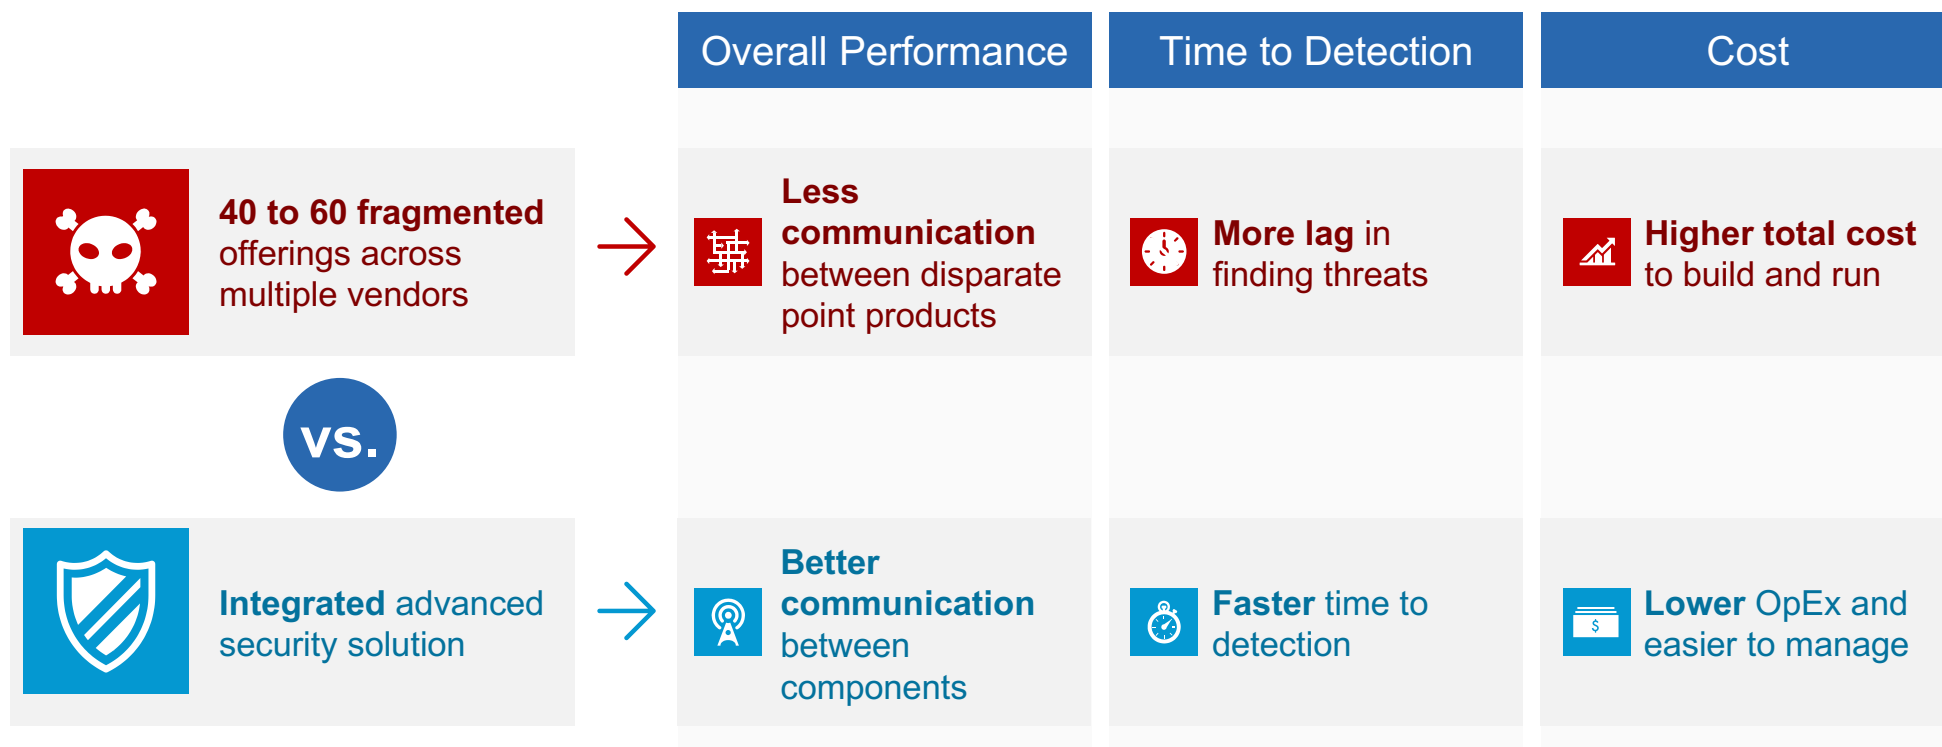 Overall Performance
Time to Detection
Cost
40 to 60 fragmented
offerings across
multiple vendors
Less
communication
between disparate
point products
More lag in
finding threats
Higher total cost
to build and run
vs.
Integrated advanced
security solution
Better
communication
between
components
Faster time to
detection
$
Lower OpEx and
easier to manage